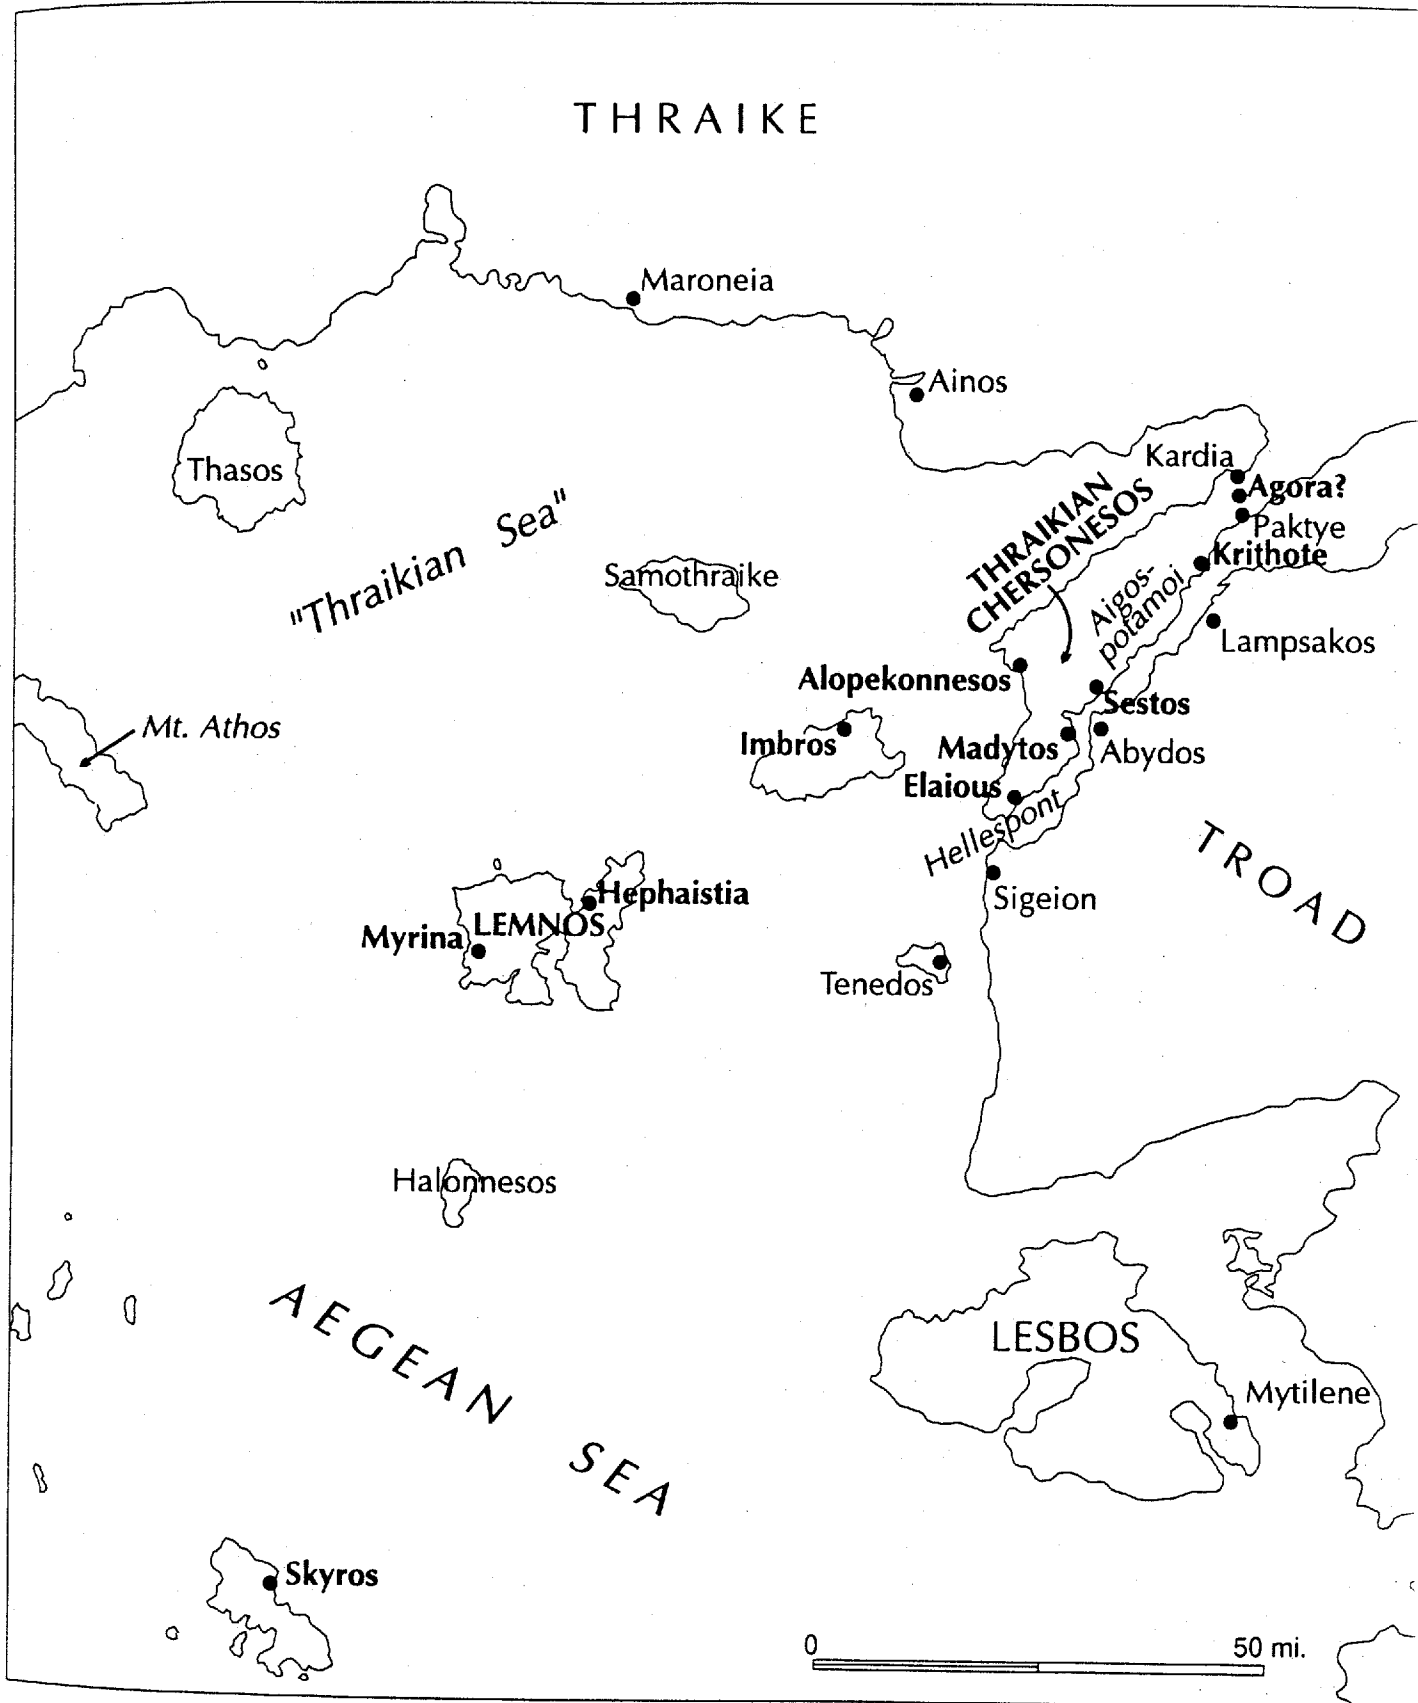 THRAIKE
Maroneia
Ainos
Kardia
Thasos
Agora?
"Thraikian Sea"
Paktye
THRAIKIAN
CHERSONESOS
Krithote
Samothraike
Aigos-
potamoi
Lampsakos
Alopekonnesos
Sestos
Mt. Athos
Imbros
Madytos
Abydos
Elaious
Hellespont
TROAD
Hephaistia
Sigeion
LEMNOS
Myrina
Tenedos
Halonnesos
AEGEAN SEA
LESBOS
Mytilene
Skyros
0
50 mi.